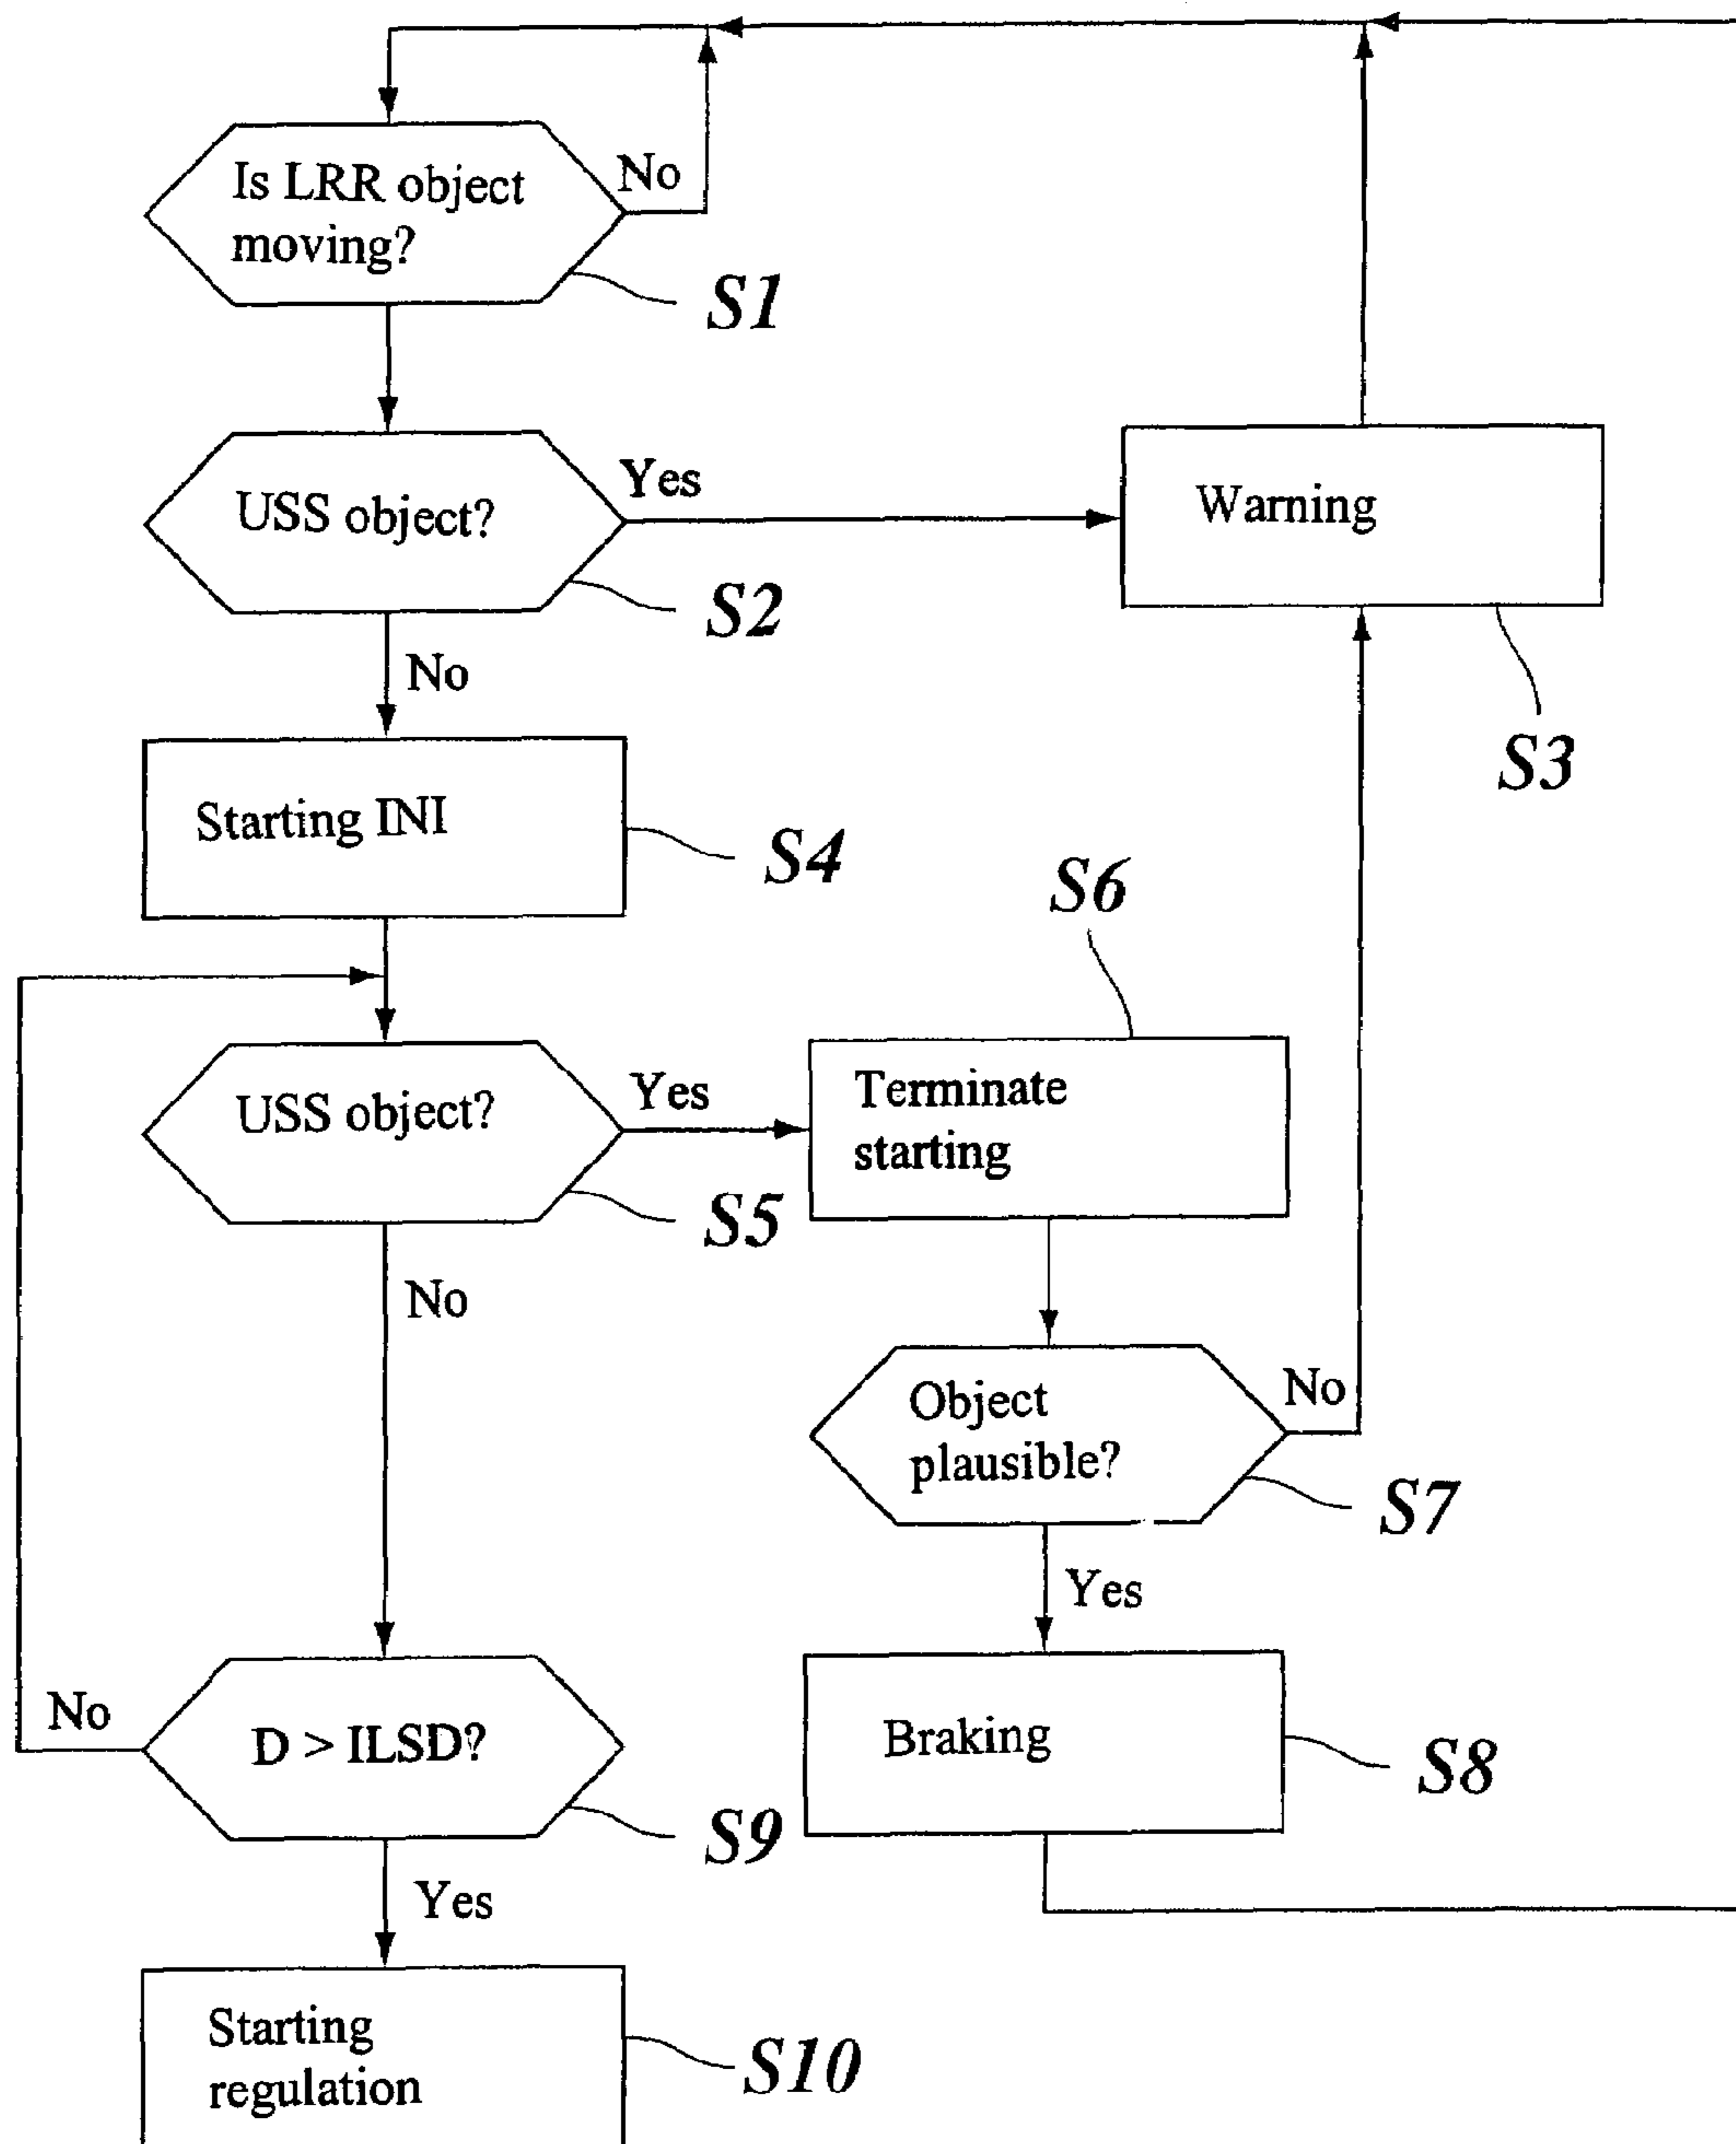 Is LRR object
moving?
No
S1
USS object?
Yes
S2
Warning
S3
No
Starting INI
S4
S6
USS object?
Yes
S5
Terminate
starting
No
Object
plausible?
No
S7
Yes
No
D > ILSD?
S9
Braking
S8
Yes
Starting
regulation
S10